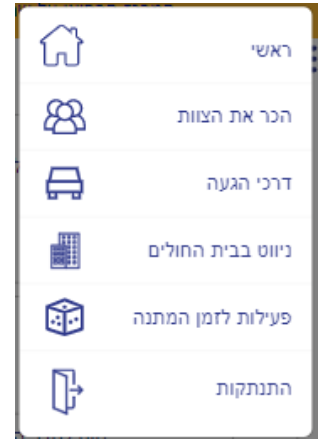 ראשי
הכר את הצוות
דרכי הגעה
ניווט בבית החולים
פעילות לזמן המתנה
התנתקות